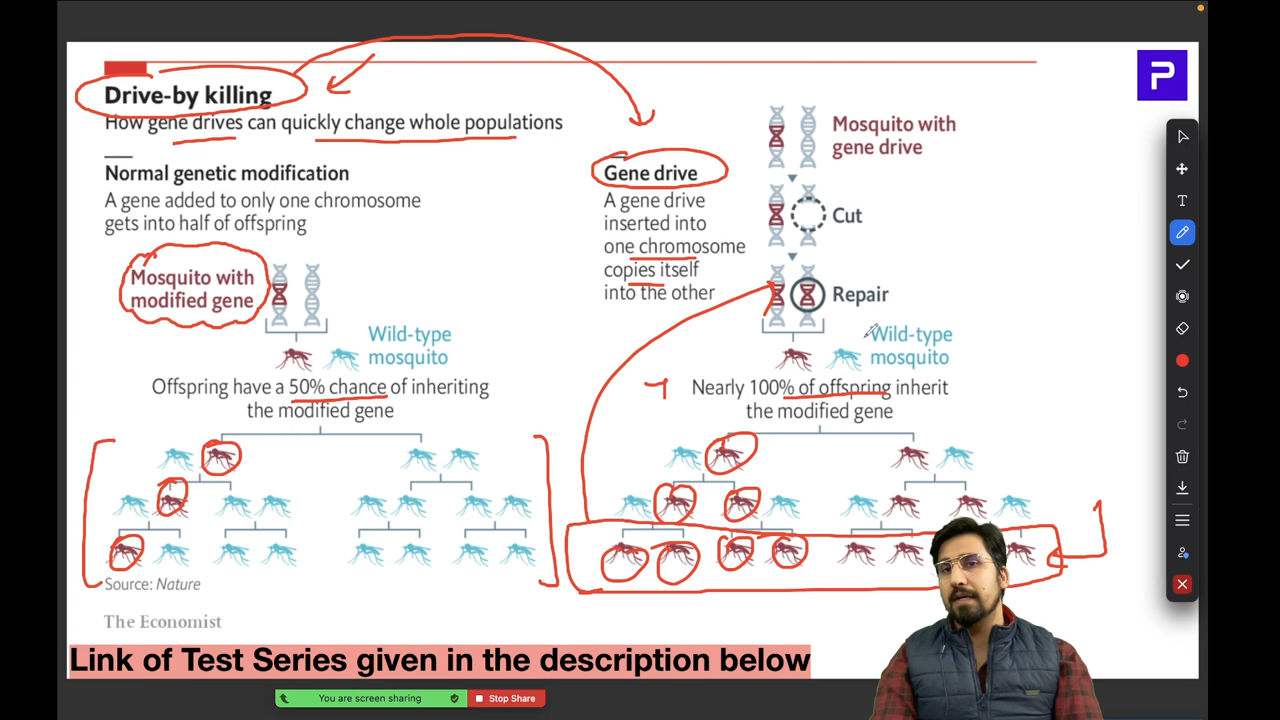 Drive-by killing
How gene drives can quickly change whole populations
Normal genetic modification
A gene added to only one chromosome
gets into half of offspring
Mosquito with
modified gene
Wild-type
mosquito
Offspring have a 50% chance of inheriting
the modified gene
Source: Nature
The Economist
Gene drive
A gene drive
inserted into
one chromosome
copies itself
into the other
Mosquito with
gene drive
Cut
Repair
Wild-type
mosquito
Nearly 100% of offspring inherit
the modified gene
P
T
Link of Test Series given in the description below
You are screen sharing
Stop Share